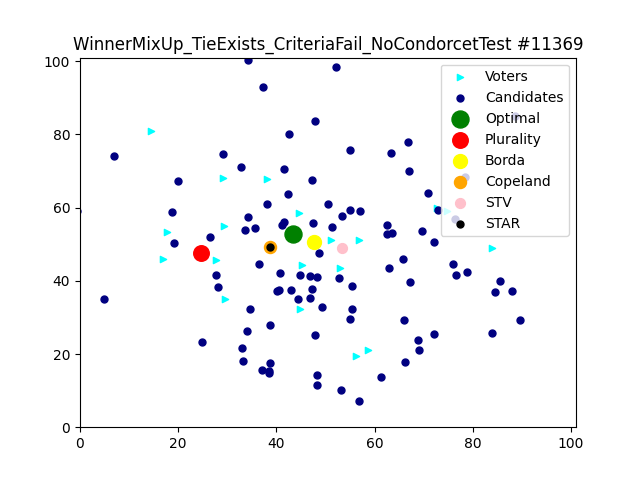 WinnerMixUp_TieExists_CriteriaFail_NoCondorcetTest #11369
Voters
Candidates
Optimal
Plurality
Borda
Copeland
STV
STAR
100
80
60
40
20
0
0
20
40
60
80
100